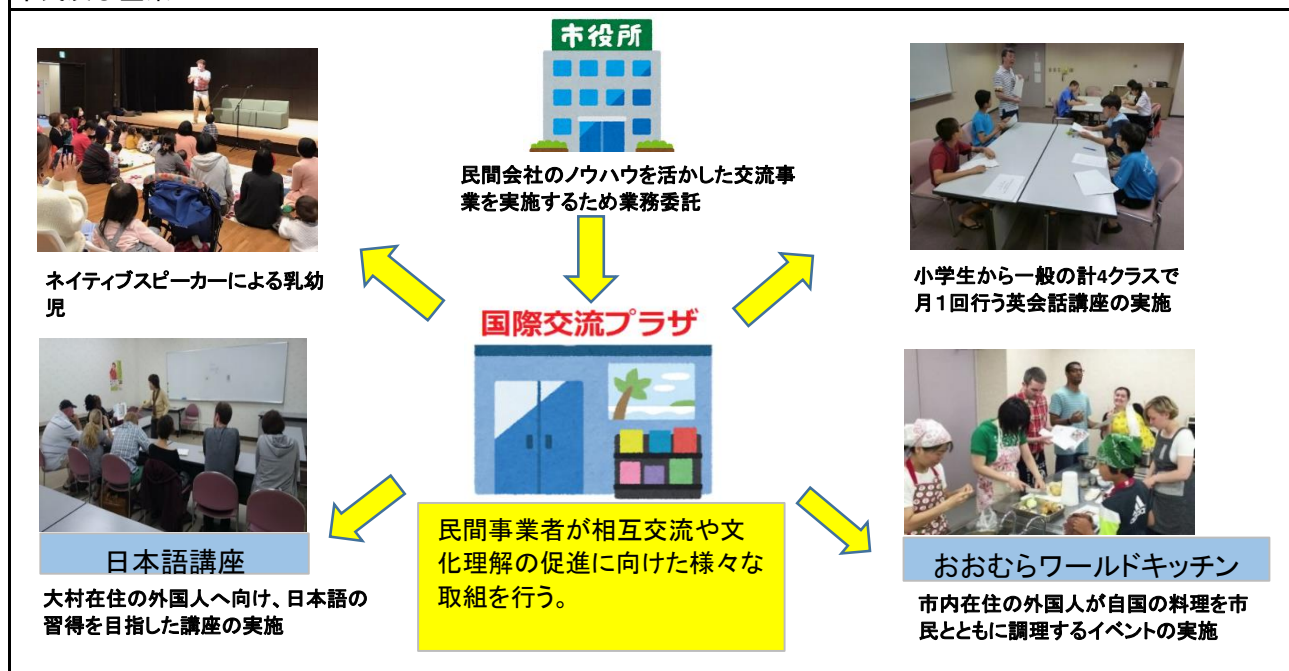 市役所
民間会社のノウハウを活かした交流事
業を実施するため業務委託
ネイティブスピーカーによる乳幼
児
小学生から一般の計4クラスで
月1回行う英会話講座の実施
国際交流プラザ
民間事業者が相互交流や文
化理解の促進に向けた様々な
取組を行う。
日本語講座
大村在住の外国人へ向け、日本語の
習得を目指した講座の実施
おおむらワールドキッチン
市内在住の外国人が自国の料理を市
民とともに調理するイベントの実施